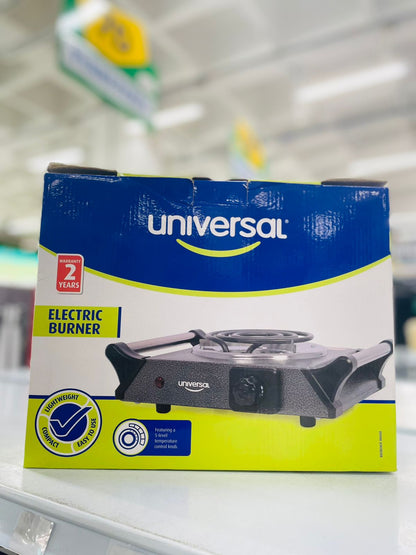 universal
WARRANTY
2
YEARS
ELECTRIC
BURNER
universal
LIGHTWEIGHT
COMPACT
EASY TO USE
Featuring a
5-level
temperature
control knob.